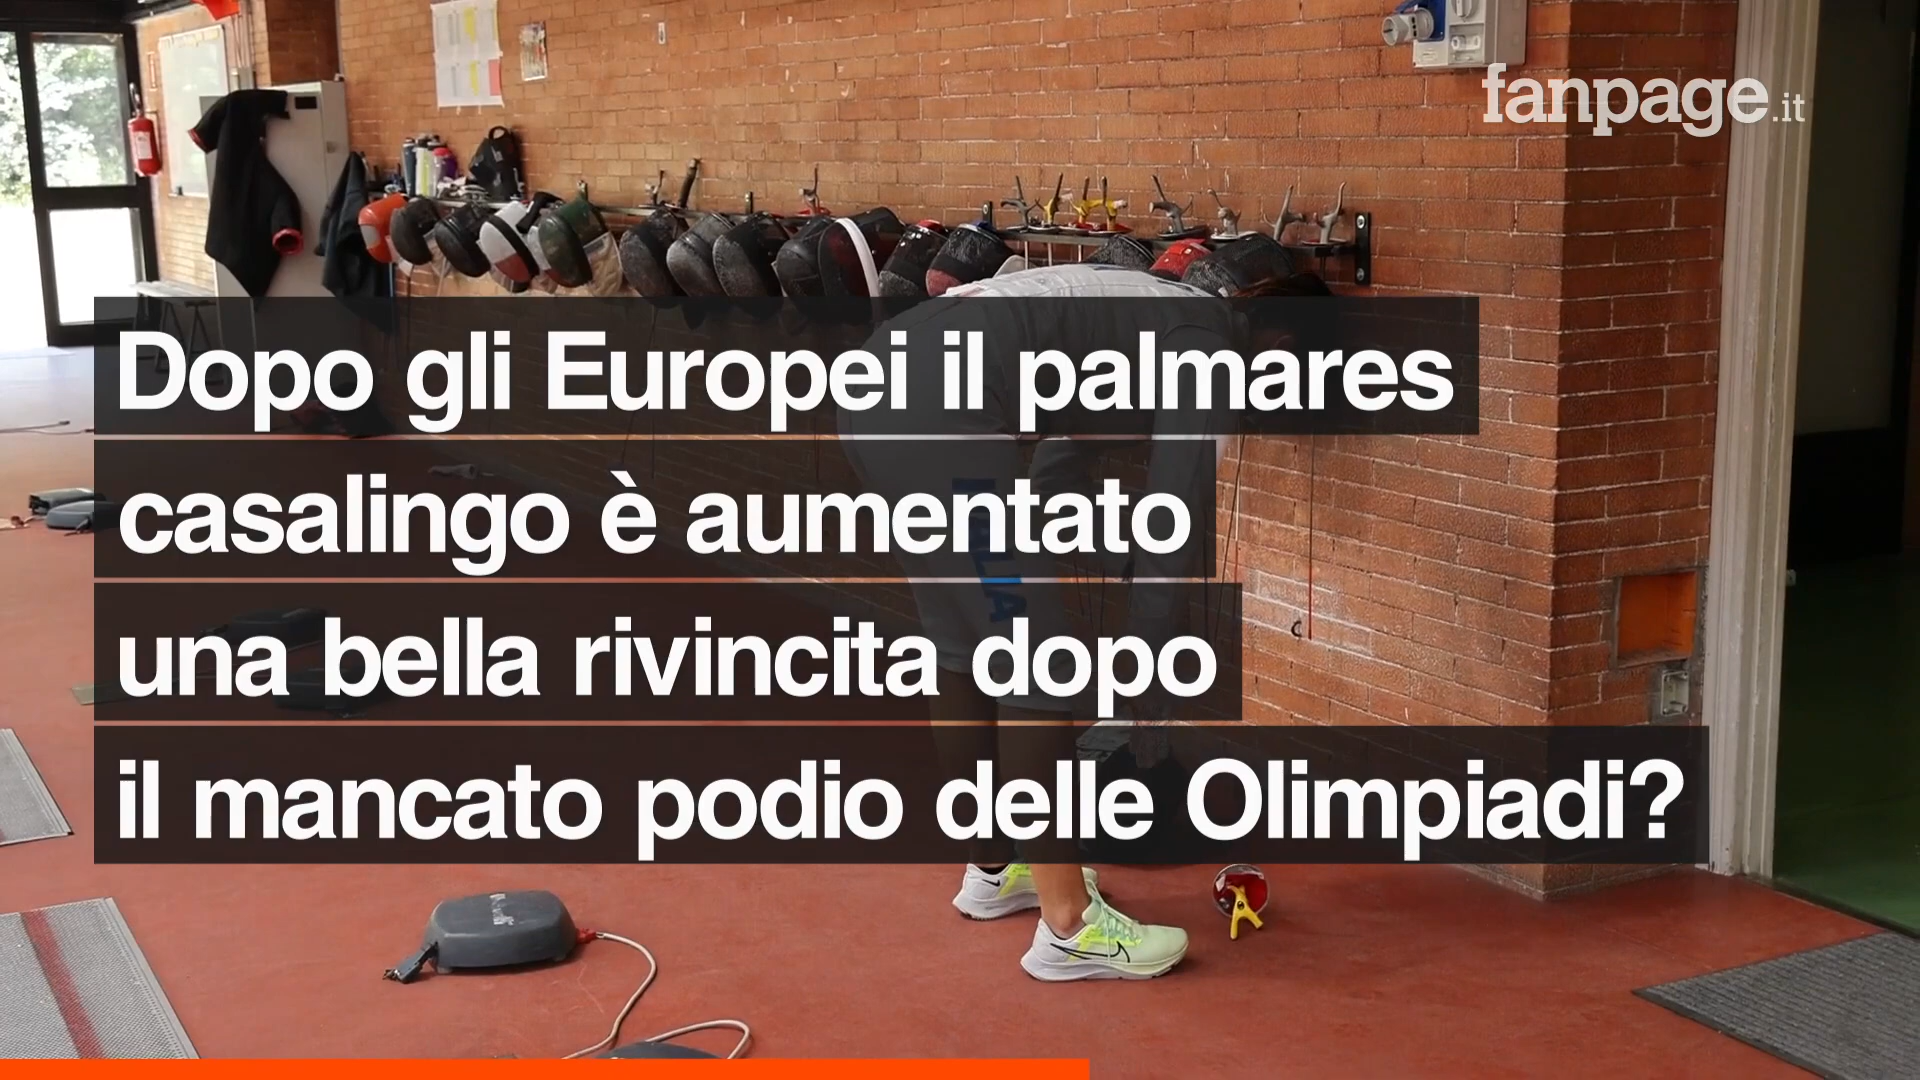 fanpage.it
Dopo gli Europei il palmares
casalingo è aumentato
una bella rivincita dopo
il mancato podio delle Olimpiadi?